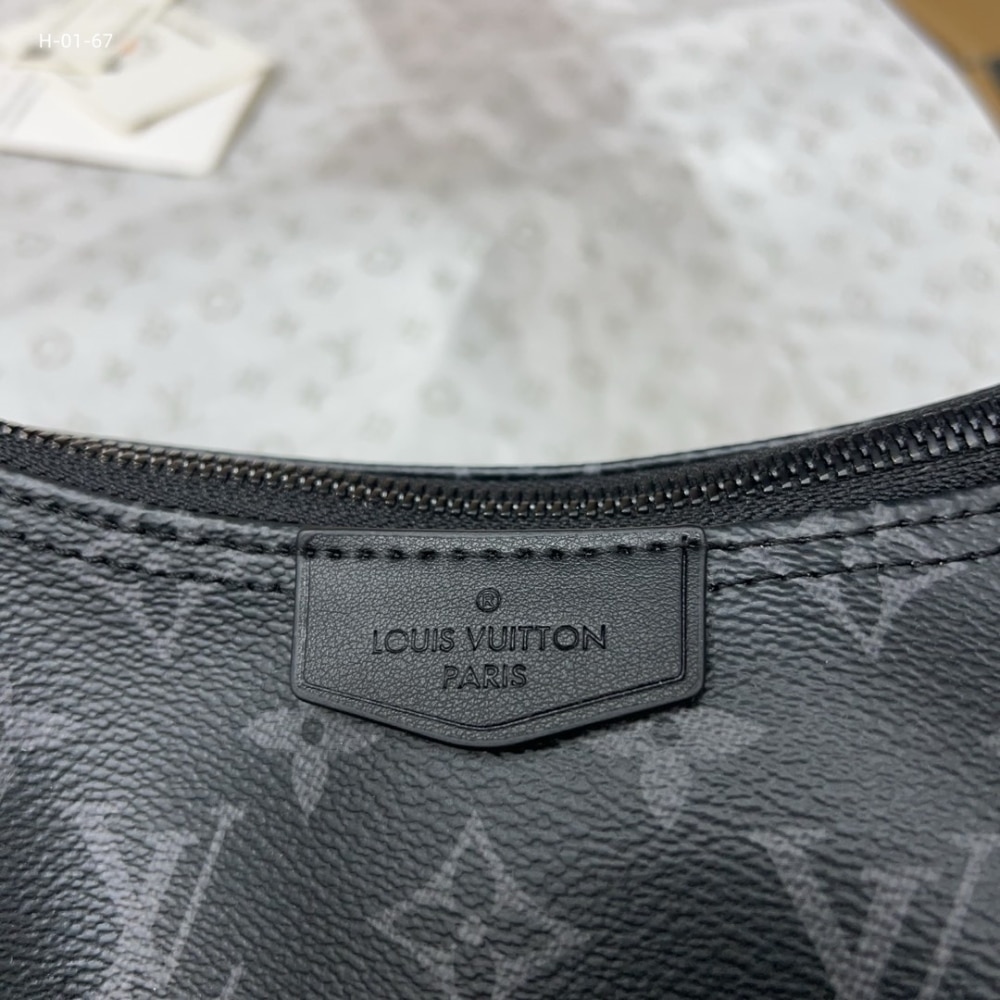 H-01-67
®
LOUIS VUITTON
PARIS